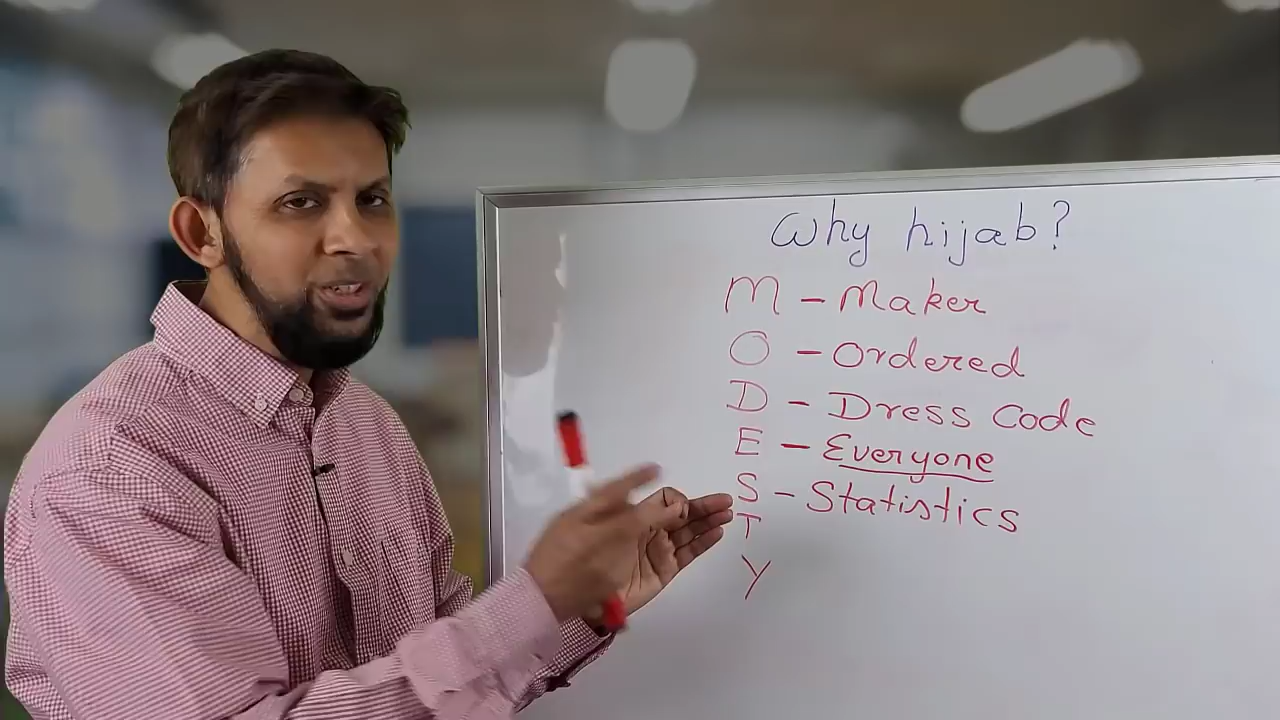 Why hijab?
M - Maker
O - Ordered
D - Dress Code
E - Everyone
S - Statistics
T
Y